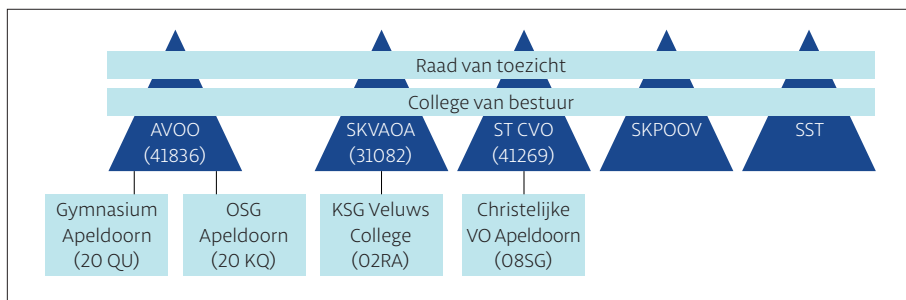 Raad van toezicht
College van bestuur
AVOO
(41836)
SKVAOA
(31082)
ST CVO
(41269)
SKPOOV
SST
Gymnasium
Apeldoorn
(20 QU)
OSG
Apeldoorn
(20 KQ)
KSG Veluws
College
(02RA)
Christelijke
VO Apeldoorn
(08SG)